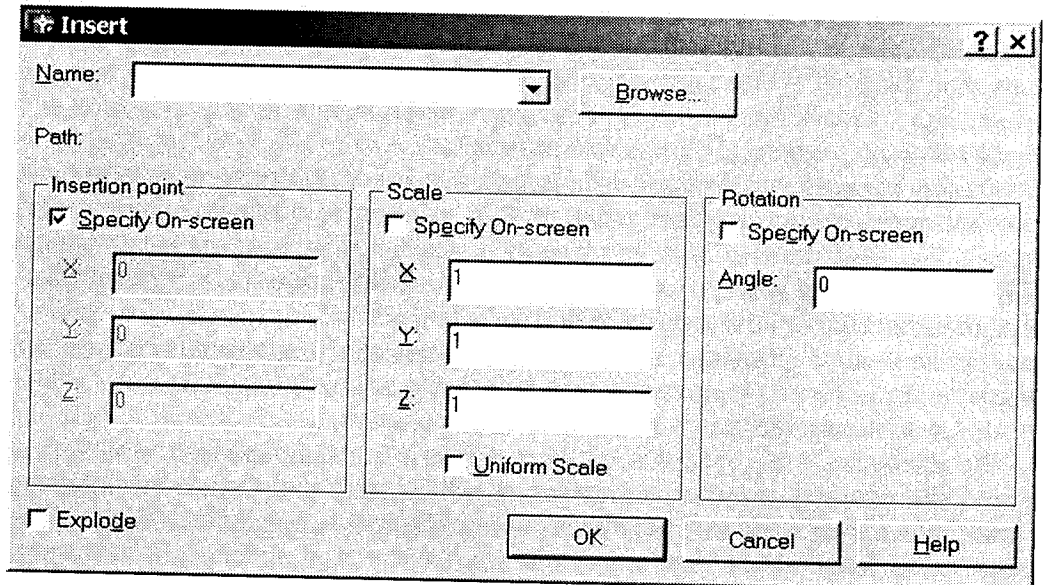 Insert
? ×
Name:
Browse...
Path:
Insertion point
Specify On-screen
X:
0
Y:
0
Z:
0
Scale
Specify On-screen
X:
1
Y:
1
Z:
1
Uniform Scale
Rotation
Specify On-screen
Angle:
0
Explode
OK
Cancel
Help